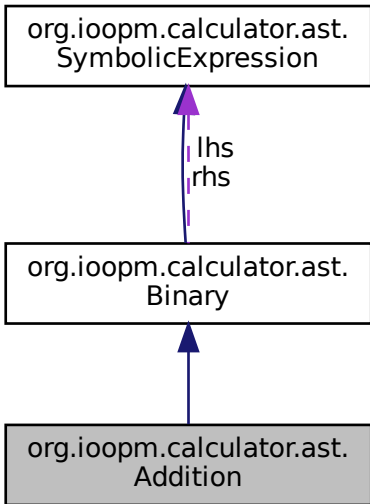 org.ioopm.calculator.ast.
SymbolicExpression
lhs
rhs
org.ioopm.calculator.ast.
Binary
org.ioopm.calculator.ast.
Addition